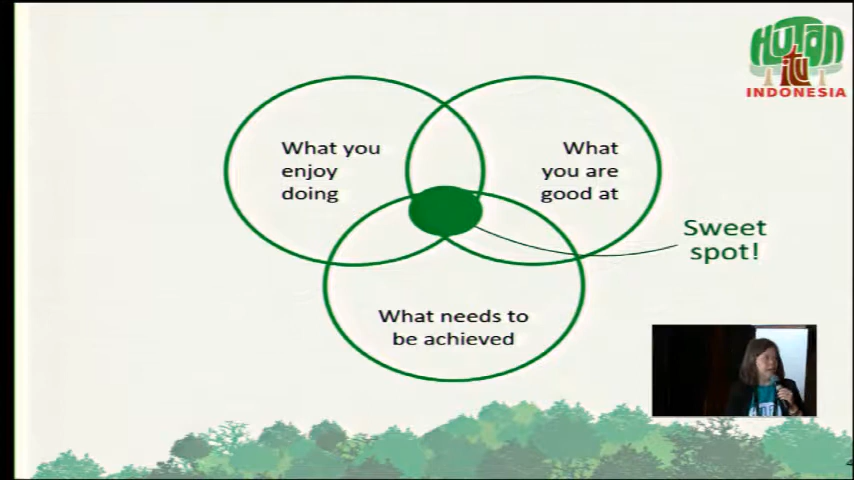 HUTAN
itu
INDONESIA
What you
enjoy
doing
What
you are
good at
Sweet
spot!
What needs to
be achieved